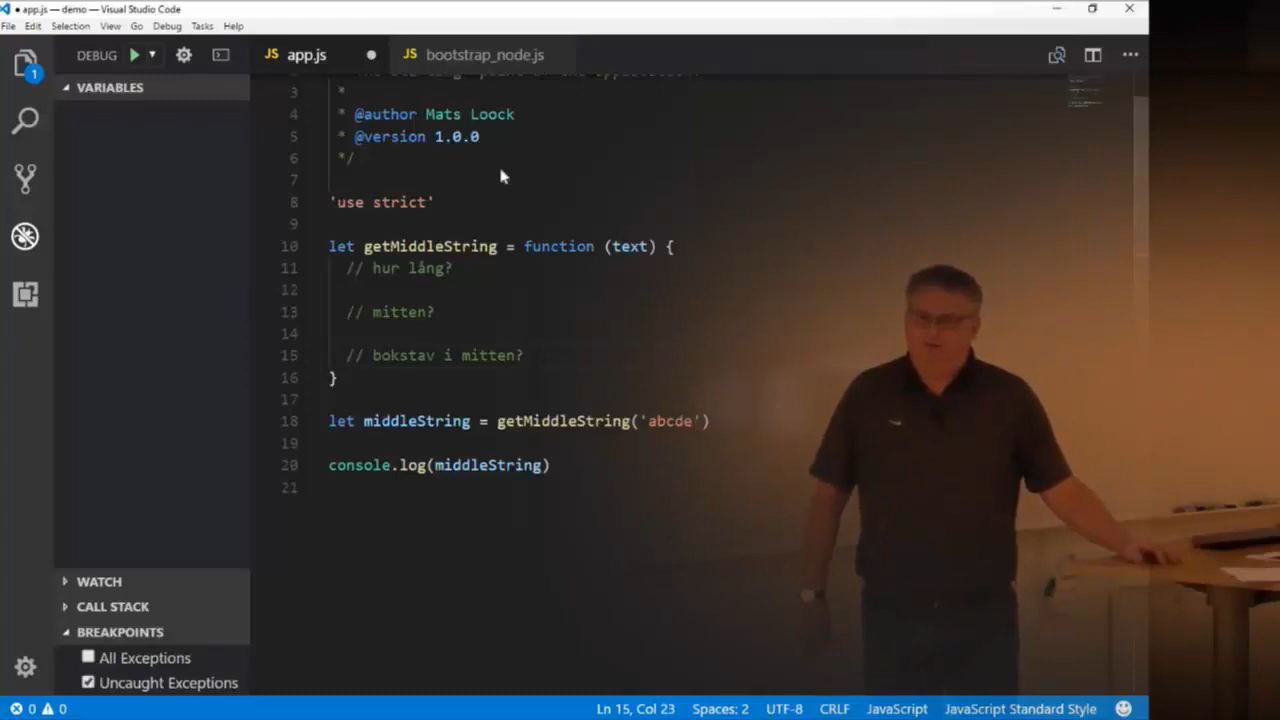 ● app.js — demo — Visual Studio Code
File Edit Selection View Go Debug Tasks Help
DEBUG
JS app.js
JS bootstrap_node.js
1
VARIABLES
3 *
4 * @author Mats Loock
5 * @version 1.0.0
6 */
7
8 'use strict'
9
10 let getMiddleString = function (text) {
11 // hur lång?
12
13 // mitten?
14
15 // bokstav i mitten?
16 }
17
18 let middleString = getMiddleString('abcde')
19
20 console.log(middleString)
21
WATCH
CALL STACK
BREAKPOINTS
All Exceptions
Uncaught Exceptions
0 0 Ln 15, Col 23 Spaces: 2 UTF-8 CRLF JavaScript JavaScript Standard Style